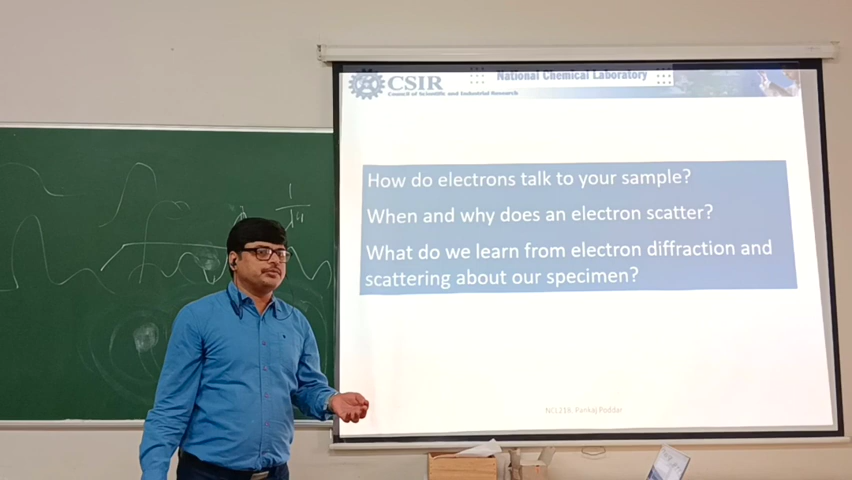 CSIR
Council of Scientific and Industrial Research
National Chemical Laboratory
How do electrons talk to your sample?
When and why does an electron scatter?
What do we learn from electron diffraction and
scattering about our specimen?
Pankaj Poddar
1